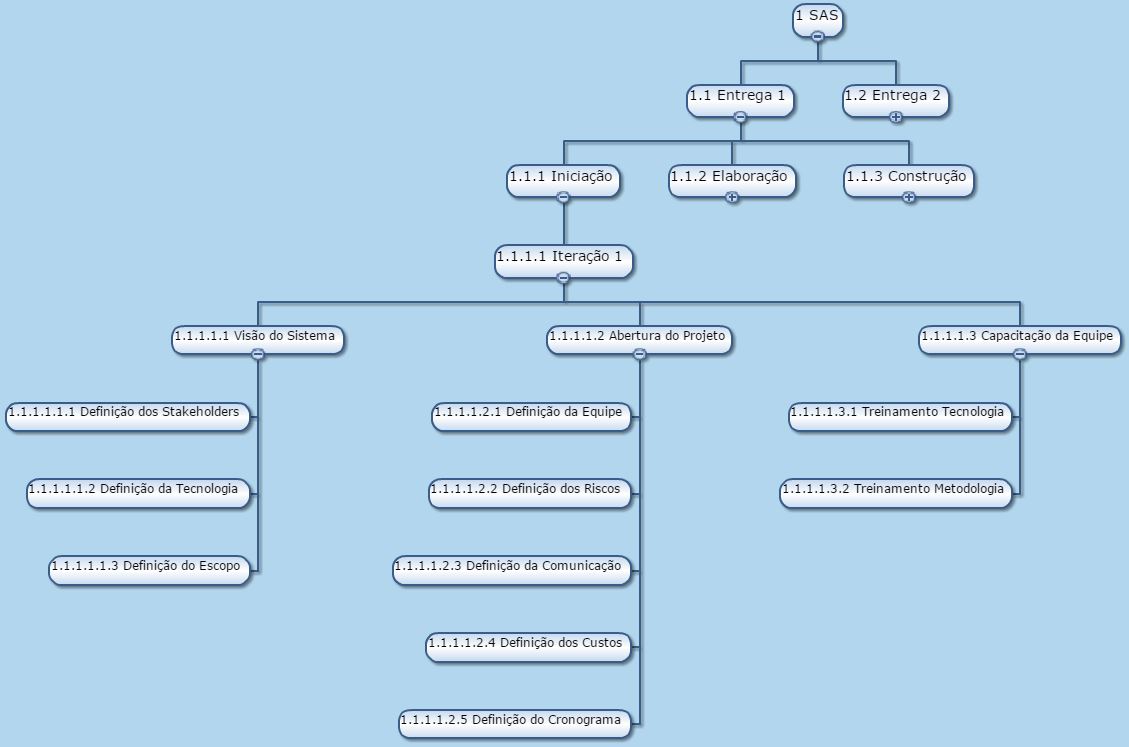 1 SAS
1.1 Entrega 1
1.2 Entrega 2
1.1.1 Iniciação
1.1.2 Elaboração
1.1.3 Construção
1.1.1.1 Iteração 1
1.1.1.1.1 Visão do Sistema
1.1.1.1.2 Abertura do Projeto
1.1.1.1.3 Capacitação da Equipe
1.1.1.1.1.1 Definição dos Stakeholders
1.1.1.1.2.1 Definição da Equipe
1.1.1.1.3.1 Treinamento Tecnologia
1.1.1.1.1.2 Definição da Tecnologia
1.1.1.1.2.2 Definição dos Riscos
1.1.1.1.3.2 Treinamento Metodologia
1.1.1.1.1.3 Definição do Escopo
1.1.1.1.2.3 Definição da Comunicação
1.1.1.1.2.4 Definição dos Custos
1.1.1.1.2.5 Definição do Cronograma